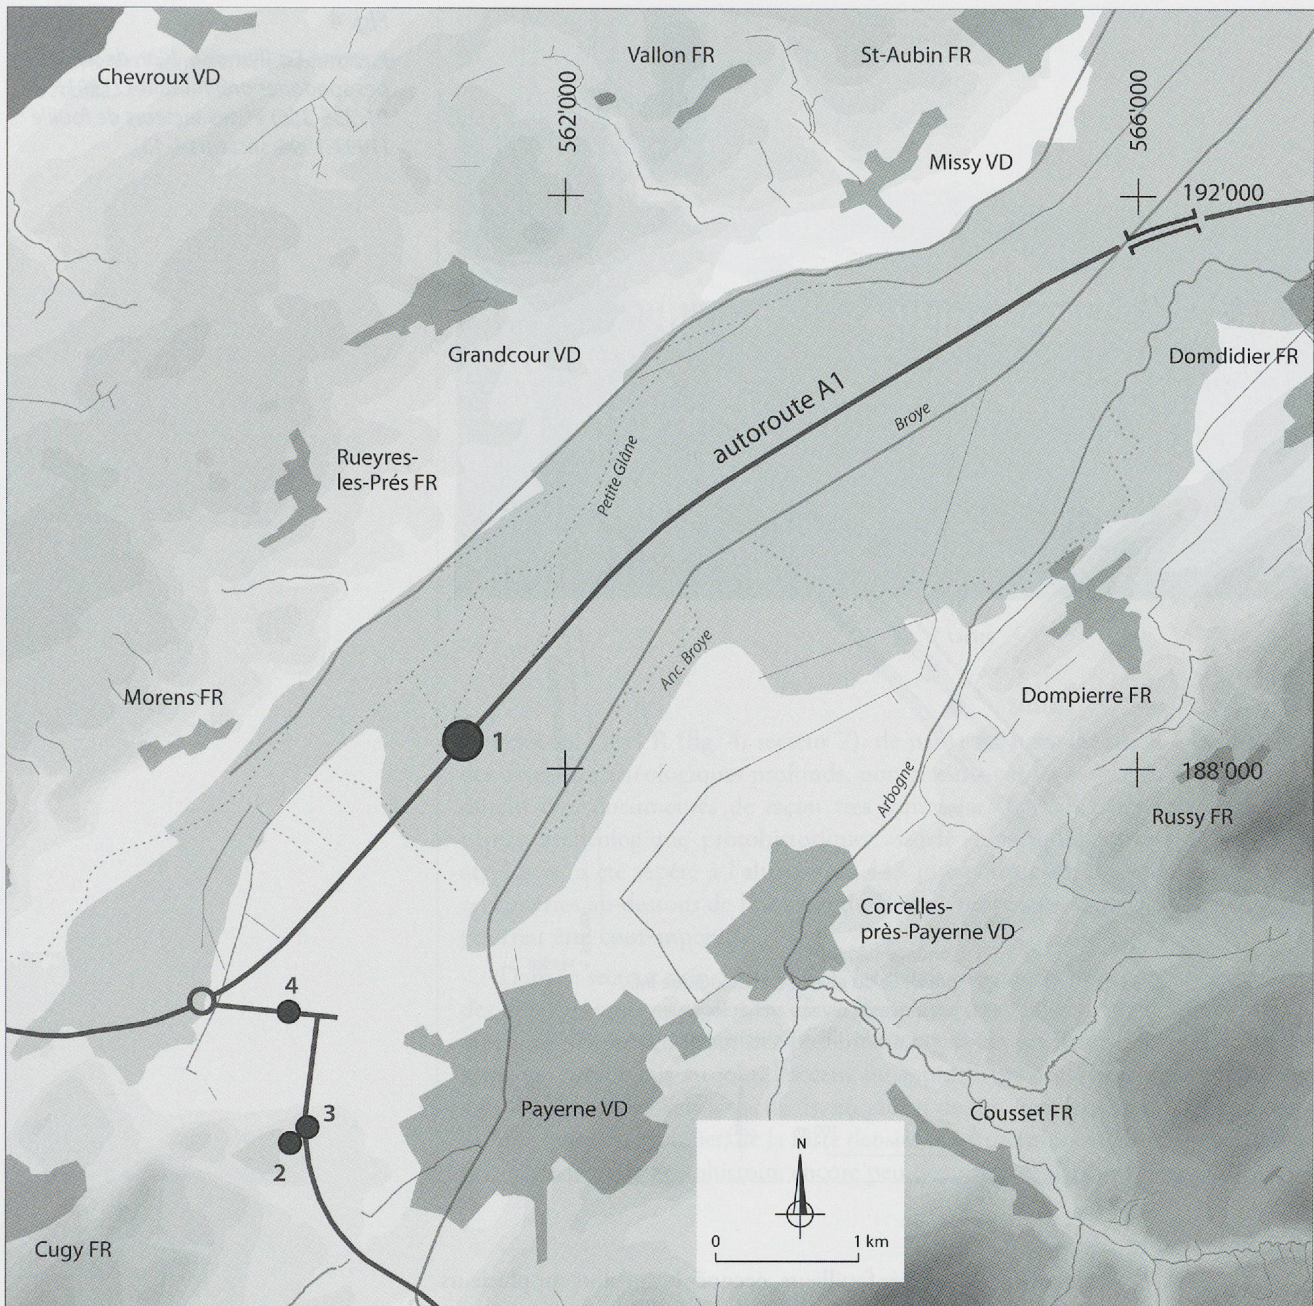 Chevroux VD
562'000
Vallon FR
St-Aubin FR
566'000
Missy VD
192'000
Grandcour VD
Domdidier FR
autoroute A1
Broye
Rueyres-
les-Prés FR
Petite Glâne
Anc. Broye
Morens FR
Dompierre FR
1
188'000
Arbogne
Russy FR
Corcelles-
près-Payerne VD
4
3
Payerne VD
Cousset FR
2
N
Cugy FR
0 1 km